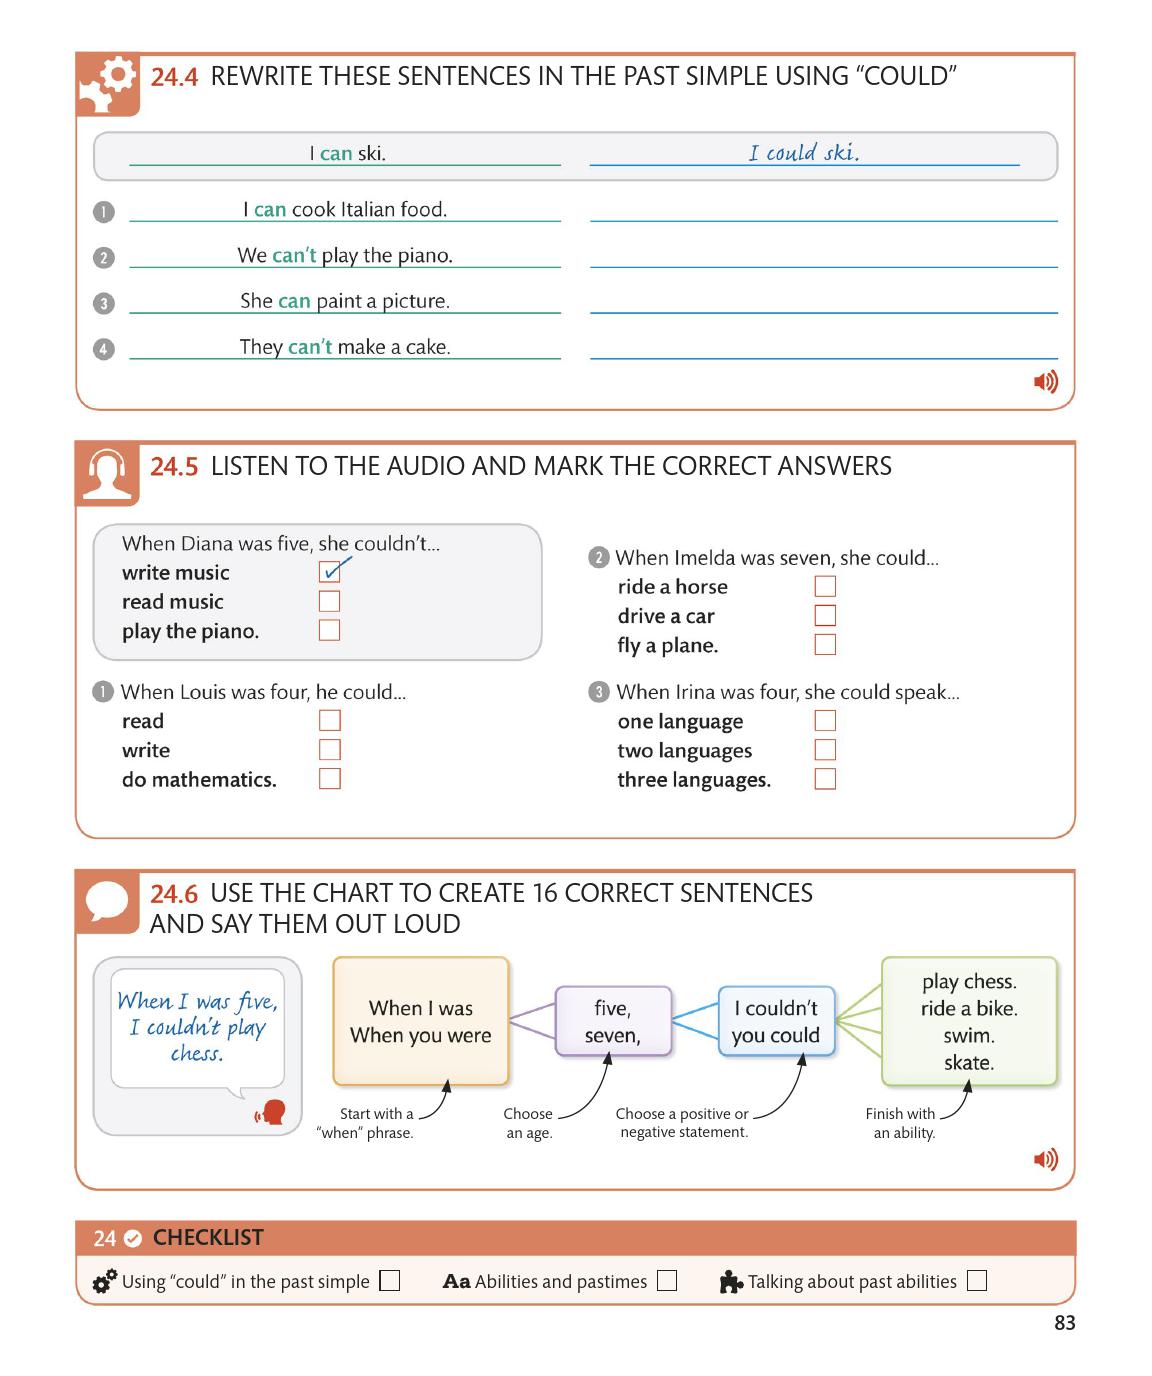 24.4 REWRITE THESE SENTENCES IN THE PAST SIMPLE USING “COULD”
I can ski.
I could ski.
1 I can cook Italian food.
2 We can’t play the piano.
3 She can paint a picture.
4 They can’t make a cake.
24.5 LISTEN TO THE AUDIO AND MARK THE CORRECT ANSWERS
When Diana was five, she couldn’t...
write music
read music
play the piano.
1 When Louis was four, he could...
read
write
do mathematics.
2 When Imelda was seven, she could...
ride a horse
drive a car
fly a plane.
3 When Irina was four, she could speak...
one language
two languages
three languages.
24.6 USE THE CHART TO CREATE 16 CORRECT SENTENCES
AND SAY THEM OUT LOUD
When I was five,
I couldn’t play
chess.
When I was
When you were
five,
seven,
I couldn’t
you could
play chess.
ride a bike.
swim.
skate.
Start with a
“when” phrase.
Choose
an age.
Choose a positive or
negative statement.
Finish with
an ability.
24 CHECKLIST
Using “could” in the past simple
Aa Abilities and pastimes
Talking about past abilities
83